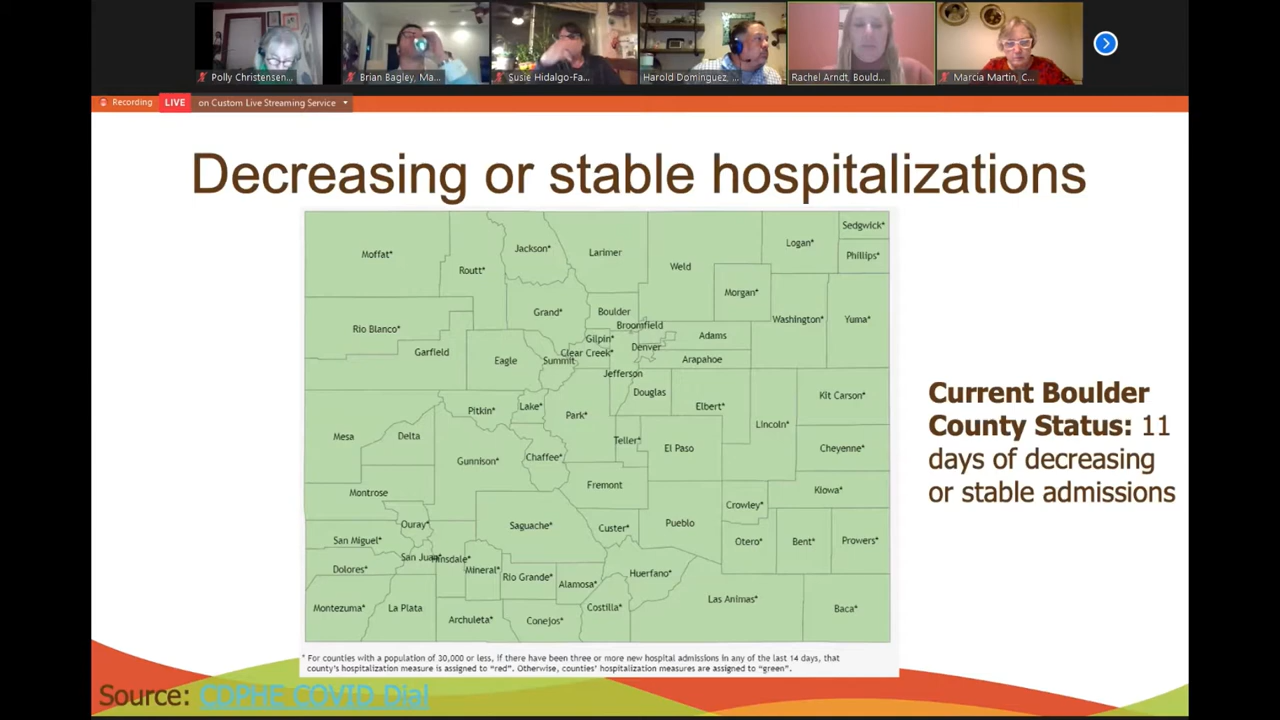 Polly Christensen...
Brian Bagley, Ma...
Susie Hidalgo-Fa...
Harold Dominguez, ...
Rachel Arndt, Bould...
Marcia Martin, C...
Recording
LIVE
on Custom Live Streaming Service
Decreasing or stable hospitalizations
Moffat*
Routt*
Jackson*
Larimer
Weld
Logan*
Sedgwick*
Phillips*
Morgan*
Rio Blanco*
Grand*
Boulder
Broomfield
Washington*
Yuma*
Garfield
Eagle
Summit
Gilpin*
Clear Creek*
Denver
Adams
Arapahoe
Jefferson
Pitkin*
Lake*
Park*
Douglas
Elbert*
Kit Carson*
Mesa
Delta
Gunnison*
Chaffee*
Teller*
El Paso
Lincoln*
Cheyenne*
Montrose
Fremont
Crowley*
Kiowa*
Ouray*
Saguache*
Custer*
Pueblo
Otero*
Bent*
Prowers*
San Miguel*
San Juan*
Hinsdale*
Dolores*
Mineral*
Rio Grande*
Alamosa*
Huerfano*
Montezuma*
La Plata
Archuleta*
Conejos*
Costilla*
Las Animas*
Baca*
Current Boulder
County Status: 11
days of decreasing
or stable admissions
* For counties with a population of 30,000 or less, if there have been three or more new hospital admissions in any of the last 14 days, that
county's hospitalization measure is assigned to "red". Otherwise, counties' hospitalization measures are assigned to "green".
Source: CDPHE COVID Dial